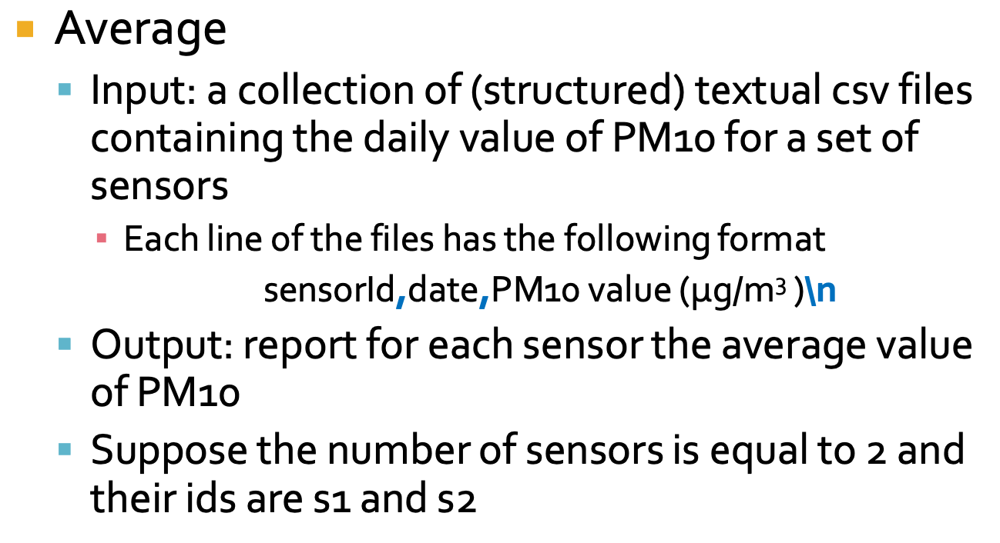 Average
Input: a collection of (structured) textual csv files
containing the daily value of PM10 for a set of
sensors
Each line of the files has the following format
sensorId,date,PM10 value (μg/m³ )\n
Output: report for each sensor the average value
of PM10
Suppose the number of sensors is equal to 2 and
their ids are s1 and s2